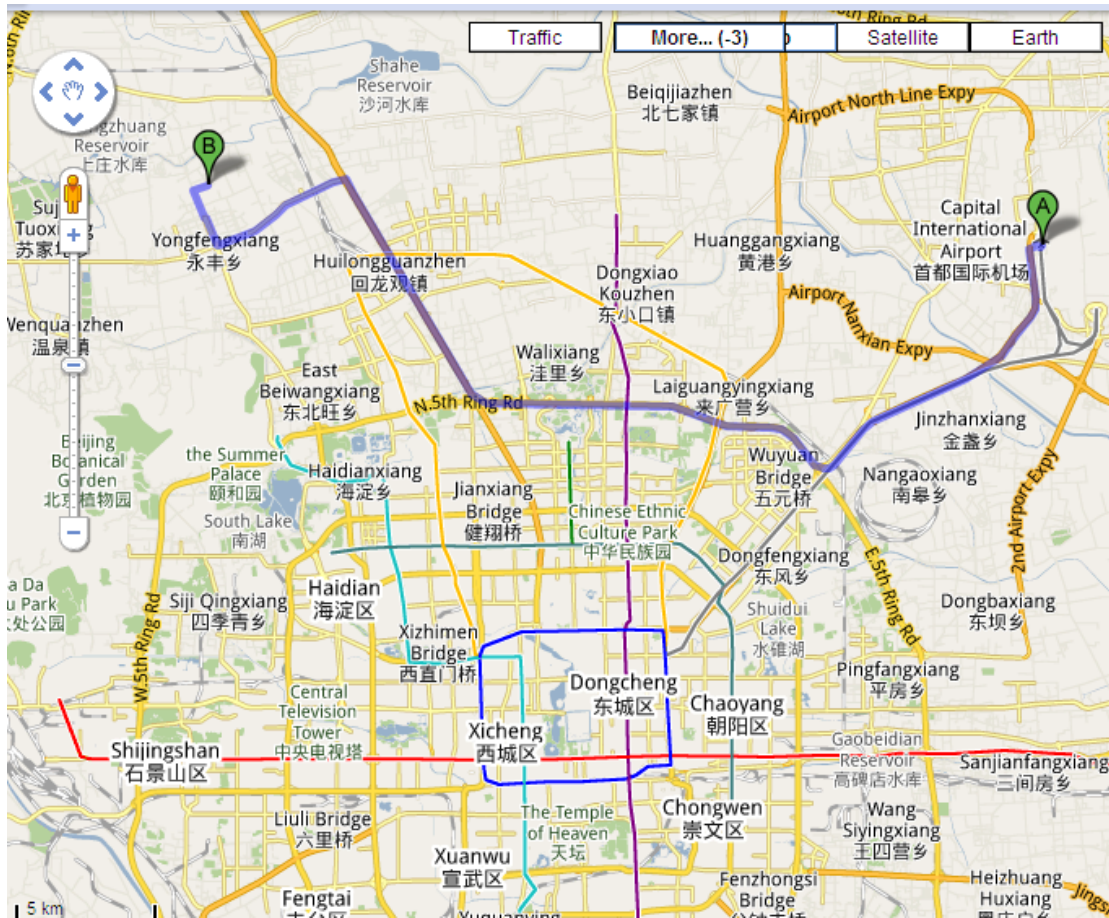 N.6th Ring Rd
Traffic
More... (-3)
Satellite
Earth
Shahe
Reservoir
沙河水库
Beiqijiazhen
北七家镇
Airport North Line Expy
Reservoir
上庄水库
B
A
Capital
International
Airport
首都国际机场
Yongfengxiang
永丰乡
Huilongguanzhen
回龙观镇
Huanggangxiang
黄港乡
Dongxiao
Kouzhen
东小口镇
Airport Nanxian Expy
温泉镇
Walixiang
洼里乡
East
Beiwangxiang
东北旺乡
N.5th Ring Rd
Laiguangyingxiang
来广营乡
Jinzhanxiang
金盏乡
Beijing
Botanical
Garden
北京植物园
the Summer
Palace
颐和园
Haidianxiang
海淀乡
Wuyuan
Bridge
五元桥
Nangaoxiang
南皋乡
2nd Airport Expy
South Lake
南湖
Jianxiang
Bridge
健翔桥
Chinese Ethnic
Culture Park
中华民族园
Dongfengxiang
东风乡
E.5th Ring Rd
Haidian
海淀区
Siji Qingxiang
四季青乡
Shuidui
Lake
水碓湖
Dongbaxiang
东坝乡
W.5th Ring Rd
Xizhimen
Bridge
西直门桥
Pingfangxiang
平房乡
Central
Television
Tower
中央电视塔
Dongcheng
东城区
Chaoyang
朝阳区
Xicheng
西城区
Shijingshan
石景山区
Gaobeidian
Reservoir
高碑店水库
Sanjianfangxiang
三间房乡
Liuli Bridge
六里桥
The Temple
of Heaven
天坛
Chongwen
崇文区
Wang
Siyingxiang
王四营乡
Xuanwu
宣武区
Fengtai
Fenzhongsi
Bridge
Heizhuang
Huxiang
5 km